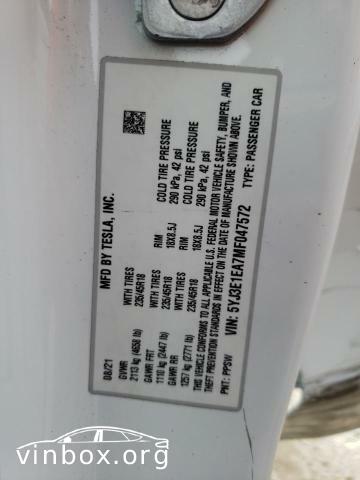 MFD BY TESLA, INC.
08/21
GVWR
2113 kg (4658 lb)
GAWR FRT
1110 kg (2447 lb)
WITH TIRES
235/45R18
RIM
18X8.5J
COLD TIRE PRESSURE
290 kPa, 42 psi
GAWR RR
1257 kg (2771 lb)
WITH TIRES
235/45R18
RIM
18X8.5J
COLD TIRE PRESSURE
290 kPa, 42 psi
THIS VEHICLE CONFORMS TO ALL APPLICABLE U.S. FEDERAL MOTOR VEHICLE SAFETY, BUMPER, AND
THEFT PREVENTION STANDARDS IN EFFECT ON THE DATE OF MANUFACTURE SHOWN ABOVE.
VIN: 5YJ3E1EA7MF047572
TYPE: PASSENGER CAR
PNT: PPSW
vinbox.org